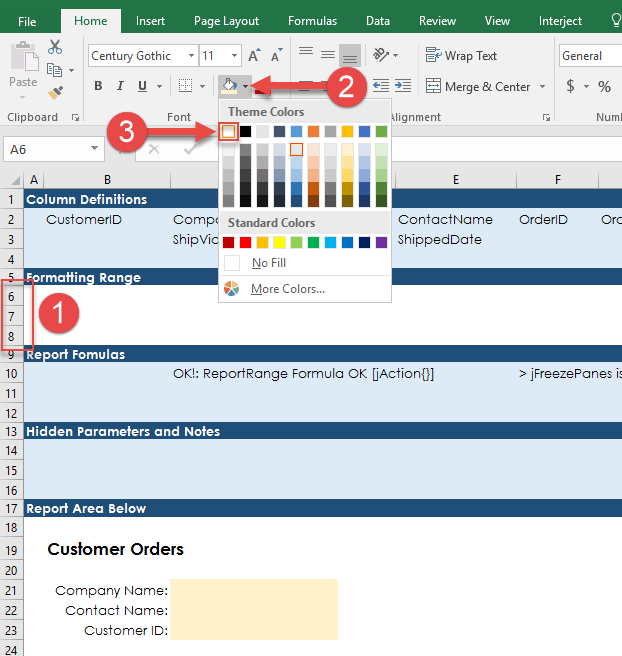 File Home Insert Page Layout Formulas Data Review View Interject
Paste
Century Gothic 11 A A
Wrap Text
General
B I U
Merge & Center
$ %
Clipboard Font Alignment Num
2
Theme Colors
3
A6
A B E F
1 Column Definitions
2 CustomerID Compa ContactName OrderID Orc
3 ShipVia ShippedDate
Standard Colors
4
No Fill
5 Formatting Range
More Colors...
6
7
8
1
9 Report Fomulas
10 OK!: ReportRange Formula OK [jAction{}] > jFreezePanes is
11
12
13 Hidden Parameters and Notes
14
15
16
17 Report Area Below
18
19 Customer Orders
20
21 Company Name:
22 Contact Name:
23 Customer ID:
24